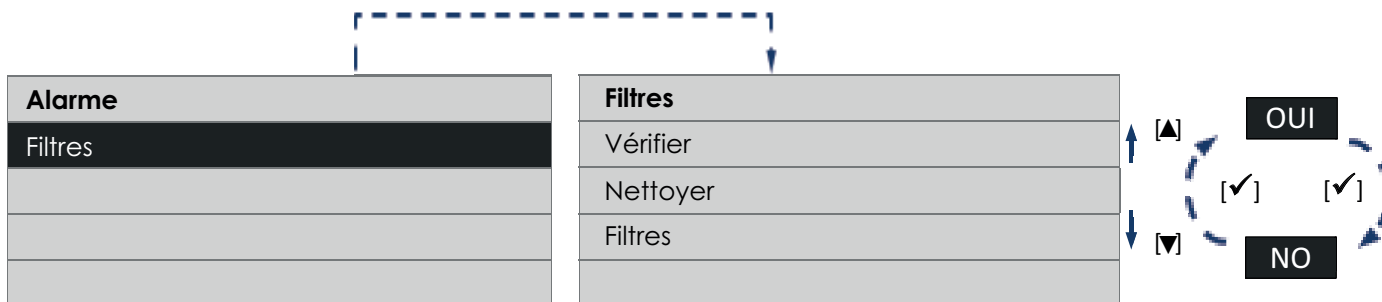 Alarme
Filtres
Filtres
Vérifier
Nettoyer
Filtres
[▲]
[▼]
OUI
[✓] [✓]
NO